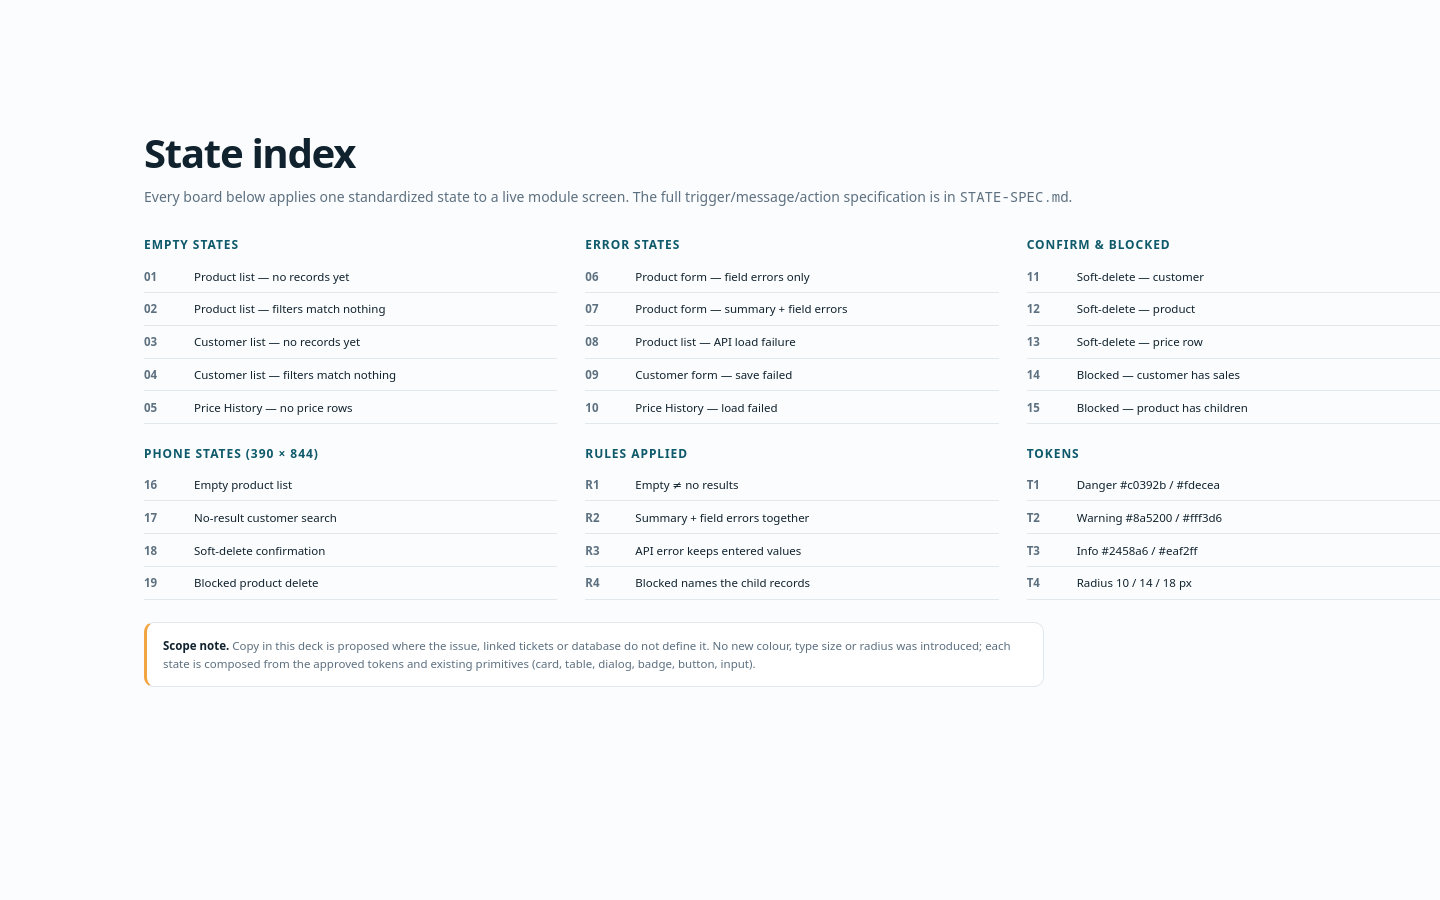 State index
Every board below applies one standardized state to a live module screen. The full trigger/message/action specification is in STATE-SPEC.md.
EMPTY STATES
01 Product list — no records yet
02 Product list — filters match nothing
03 Customer list — no records yet
04 Customer list — filters match nothing
05 Price History — no price rows
ERROR STATES
06 Product form — field errors only
07 Product form — summary + field errors
08 Product list — API load failure
09 Customer form — save failed
10 Price History — load failed
CONFIRM & BLOCKED
11 Soft-delete — customer
12 Soft-delete — product
13 Soft-delete — price row
14 Blocked — customer has sales
15 Blocked — product has children
PHONE STATES (390 × 844)
16 Empty product list
17 No-result customer search
18 Soft-delete confirmation
19 Blocked product delete
RULES APPLIED
R1 Empty ≠ no results
R2 Summary + field errors together
R3 API error keeps entered values
R4 Blocked names the child records
TOKENS
T1 Danger #c0392b / #fdecea
T2 Warning #8a5200 / #fff3d6
T3 Info #2458a6 / #eaf2ff
T4 Radius 10 / 14 / 18 px
Scope note. Copy in this deck is proposed where the issue, linked tickets or database do not define it. No new colour, type size or radius was introduced; each
state is composed from the approved tokens and existing primitives (card, table, dialog, badge, button, input).